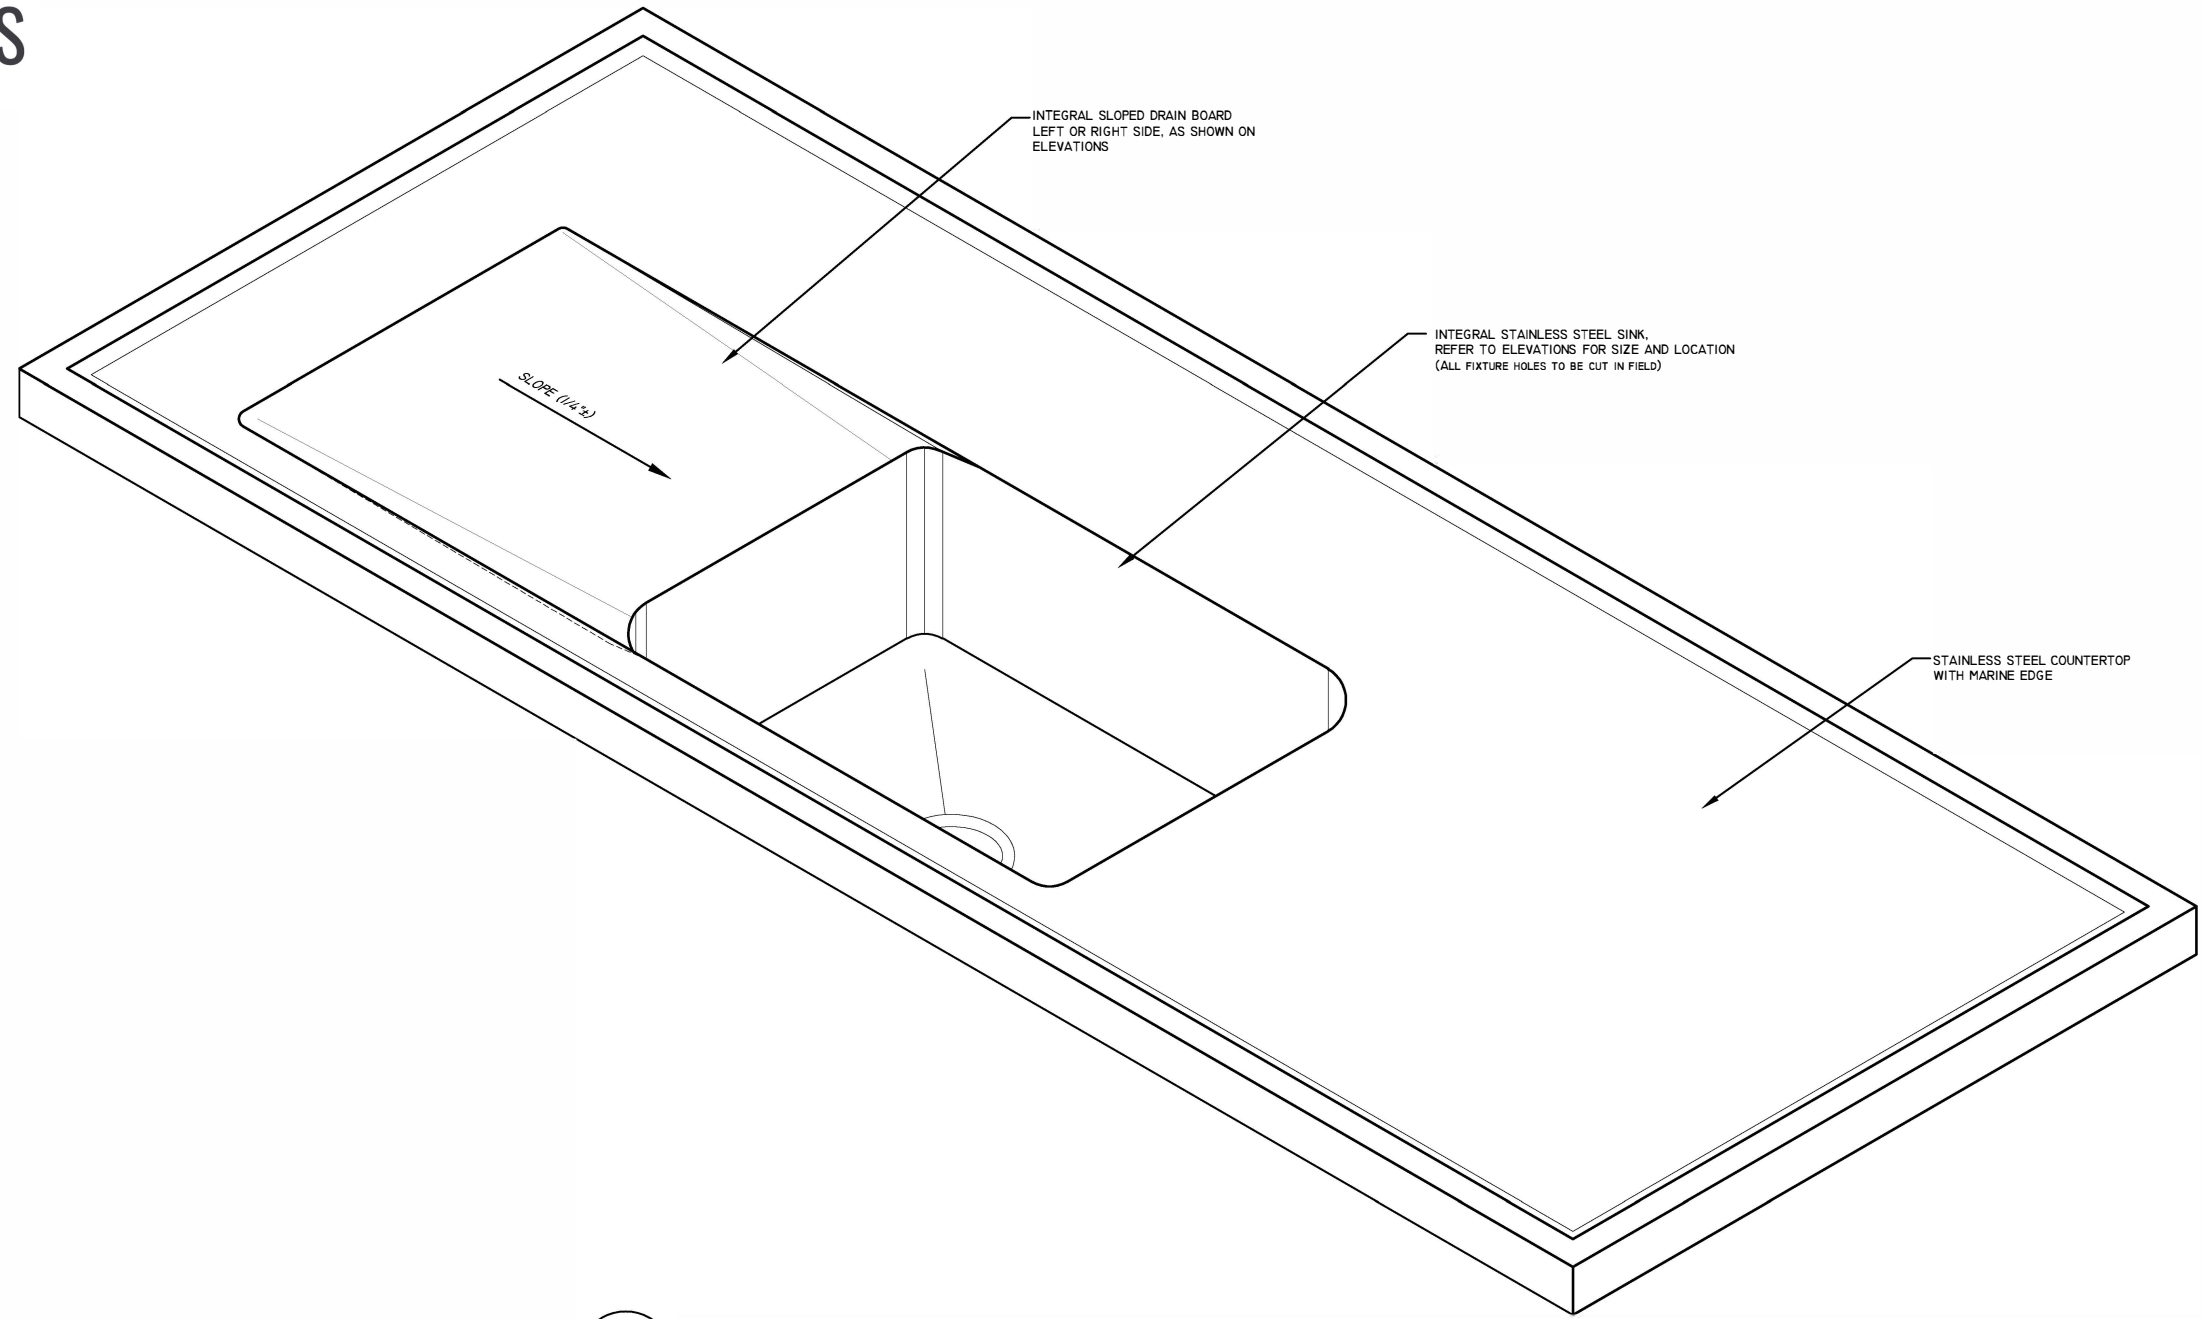 S
INTEGRAL SLOPED DRAIN BOARD
LEFT OR RIGHT SIDE, AS SHOWN ON
ELEVATIONS
INTEGRAL STAINLESS STEEL SINK,
REFER TO ELEVATIONS FOR SIZE AND LOCATION
(ALL FIXTURE HOLES TO BE CUT IN FIELD)
SLOPE (1/4"±)
STAINLESS STEEL COUNTERTOP
WITH MARINE EDGE